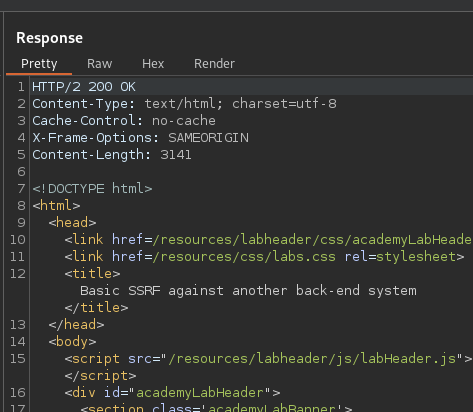 Response
Pretty Raw Hex Render
1 HTTP/2 200 OK
2 Content-Type: text/html; charset=utf-8
3 Cache-Control: no-cache
4 X-Frame-Options: SAMEORIGIN
5 Content-Length: 3141
6
7 <!DOCTYPE html>
8 <html>
9 <head>
10 <link href=/resources/labheader/css/academyLabHeade
11 <link href=/resources/css/labs.css rel=stylesheet>
12 <title>
Basic SSRF against another back-end system
</title>
13 </head>
14 <body>
15 <script src="/resources/labheader/js/labHeader.js">
</script>
16 <div id="academyLabHeader">
17 <section class='academyLabBanner'>